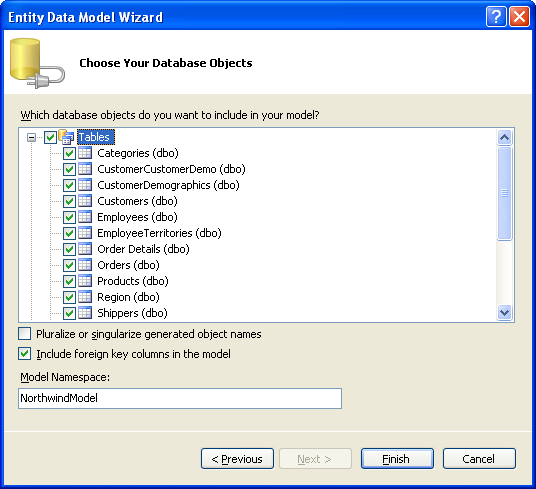 Entity Data Model Wizard
Choose Your Database Objects
Which database objects do you want to include in your model?
Tables
Categories (dbo)
CustomerCustomerDemo (dbo)
CustomerDemographics (dbo)
Customers (dbo)
Employees (dbo)
EmployeeTerritories (dbo)
Order Details (dbo)
Orders (dbo)
Products (dbo)
Region (dbo)
Shippers (dbo)
Pluralize or singularize generated object names
Include foreign key columns in the model
Model Namespace:
NorthwindModel
< Previous Next > Finish Cancel